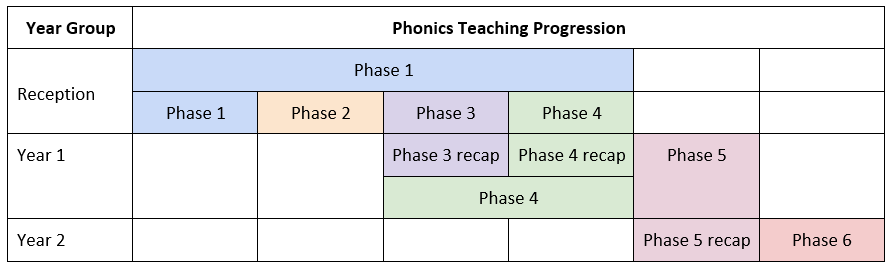 Year Group
Phonics Teaching Progression
Reception
Phase 1
Phase 1
Phase 2
Phase 3
Phase 4
Year 1
Phase 3 recap
Phase 4 recap
Phase 5
Phase 4
Year 2
Phase 5 recap
Phase 6